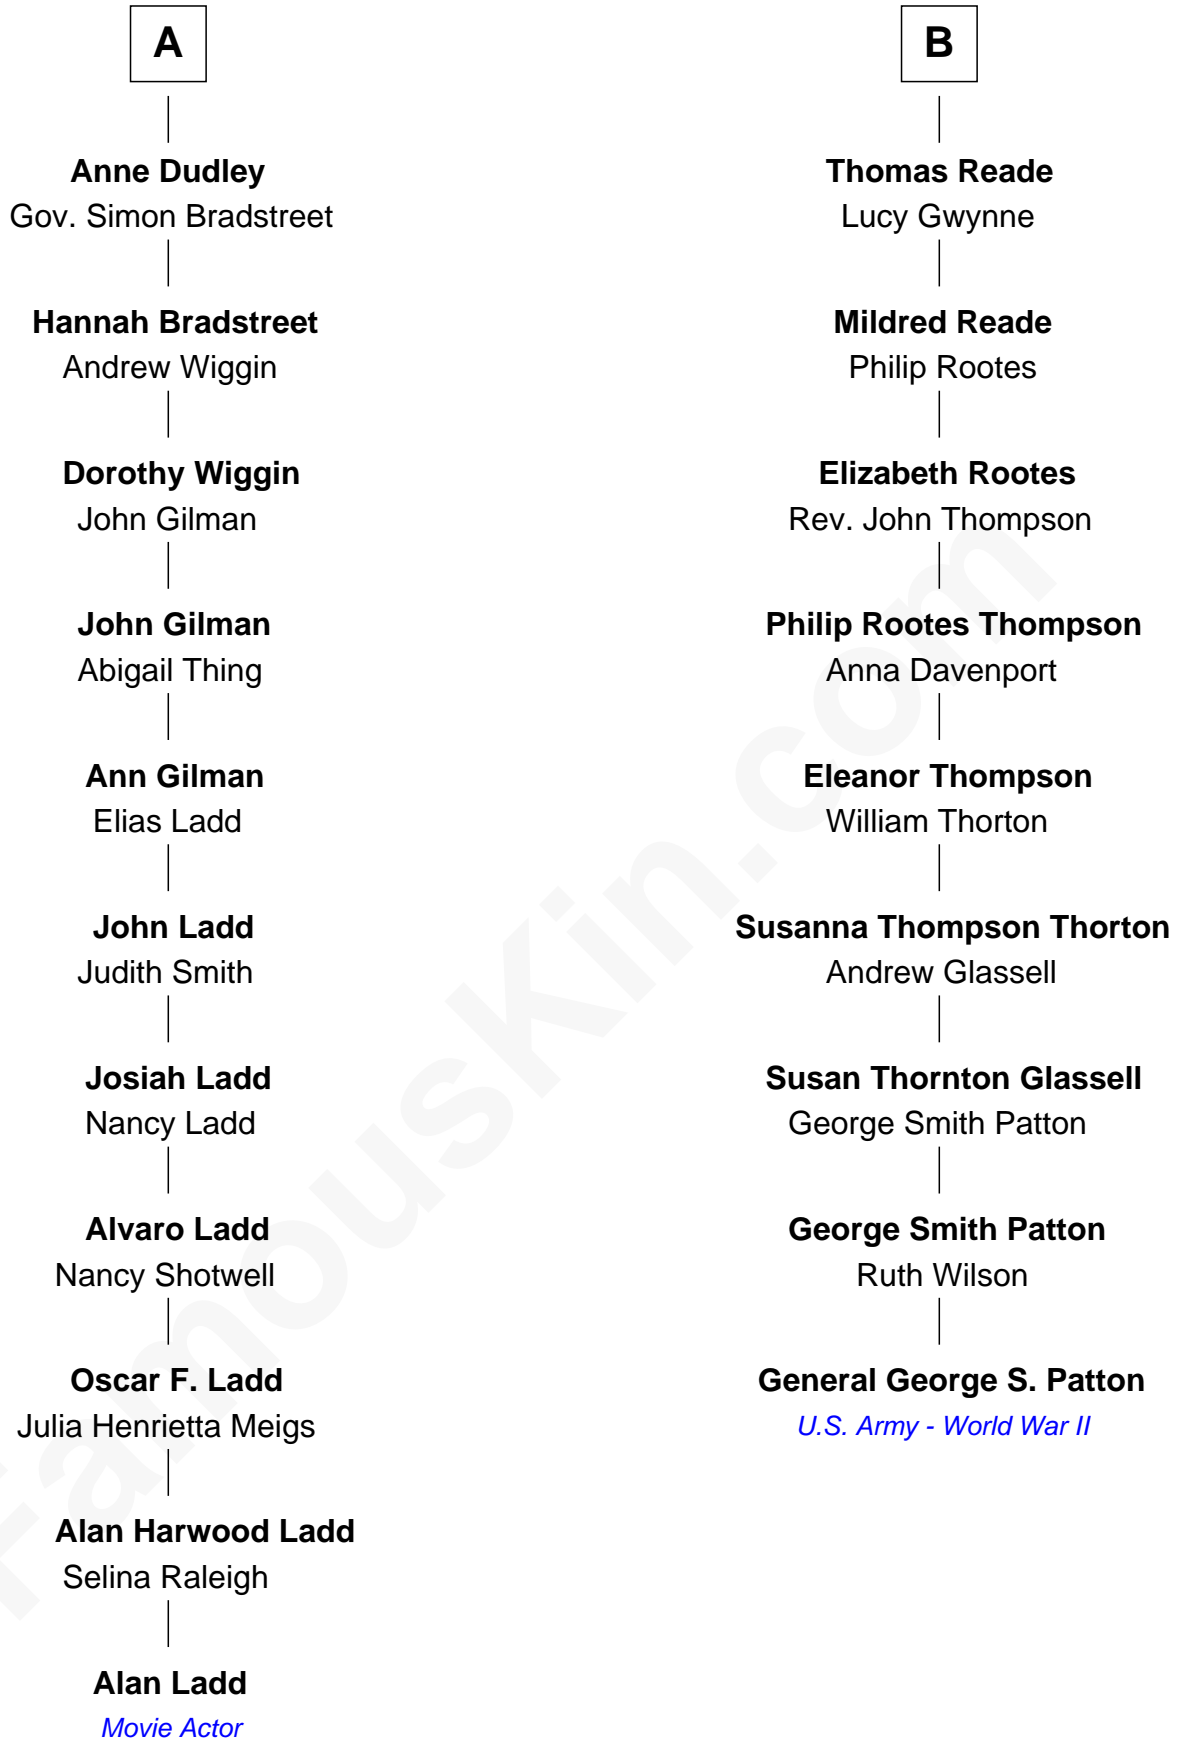 A
Anne Dudley
Gov. Simon Bradstreet
Hannah Bradstreet
Andrew Wiggin
Dorothy Wiggin
John Gilman
John Gilman
Abigail Thing
Ann Gilman
Elias Ladd
John Ladd
Judith Smith
Josiah Ladd
Nancy Ladd
Alvaro Ladd
Nancy Shotwell
Oscar F. Ladd
Julia Henrietta Meigs
Alan Harwood Ladd
Selina Raleigh
Alan Ladd
Movie Actor
B
Thomas Reade
Lucy Gwynne
Mildred Reade
Philip Rootes
Elizabeth Rootes
Rev. John Thompson
Philip Rootes Thompson
Anna Davenport
Eleanor Thompson
William Thorton
Susanna Thompson Thorton
Andrew Glassell
Susan Thornton Glassell
George Smith Patton
George Smith Patton
Ruth Wilson
General George S. Patton
U.S. Army - World War II
FamousKin.com